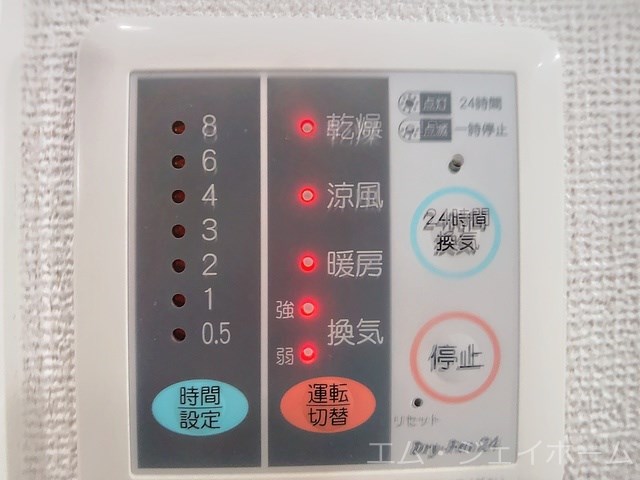 8
6
4
3
2
1
0.5
時間
設定
乾燥
涼風
暖房
強
換気
弱
運転
切替
点灯 24時間
点滅 一時停止
24時間
換気
停止
リセット
Dry-Fan 24
エム・ジェイホーム